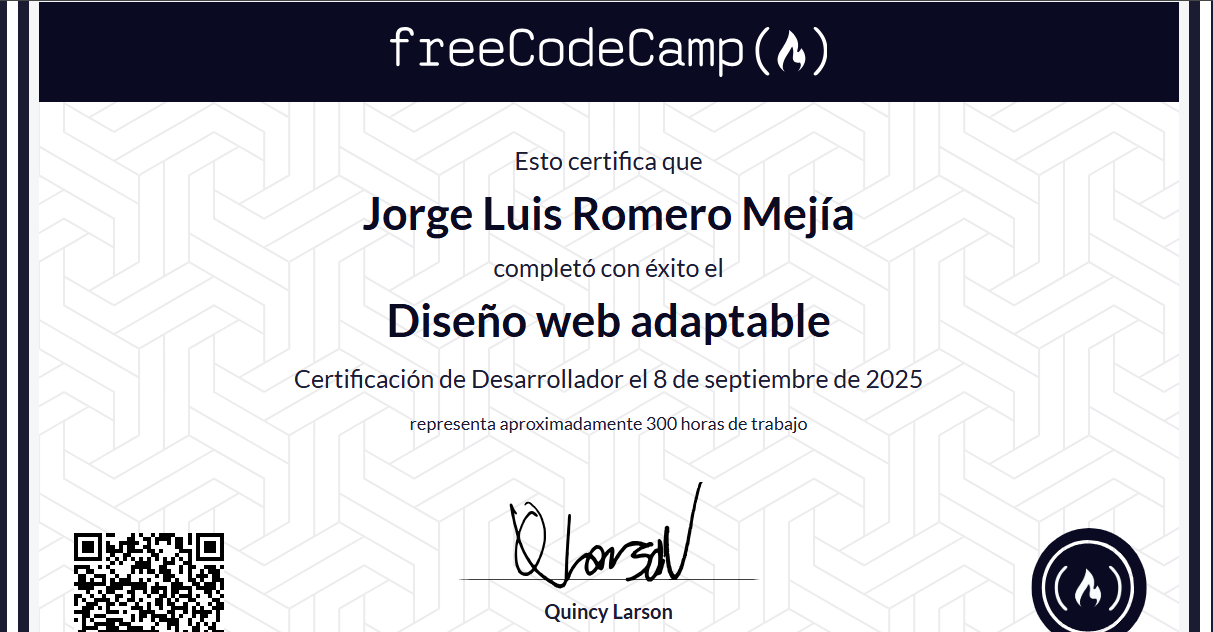 freeCodeCamp
Esto certifica que
Jorge Luis Romero Mejía
completó con éxito el
Diseño web adaptable
Certificación de Desarrollador el 8 de septiembre de 2025
representa aproximadamente 300 horas de trabajo
Quincy Larson